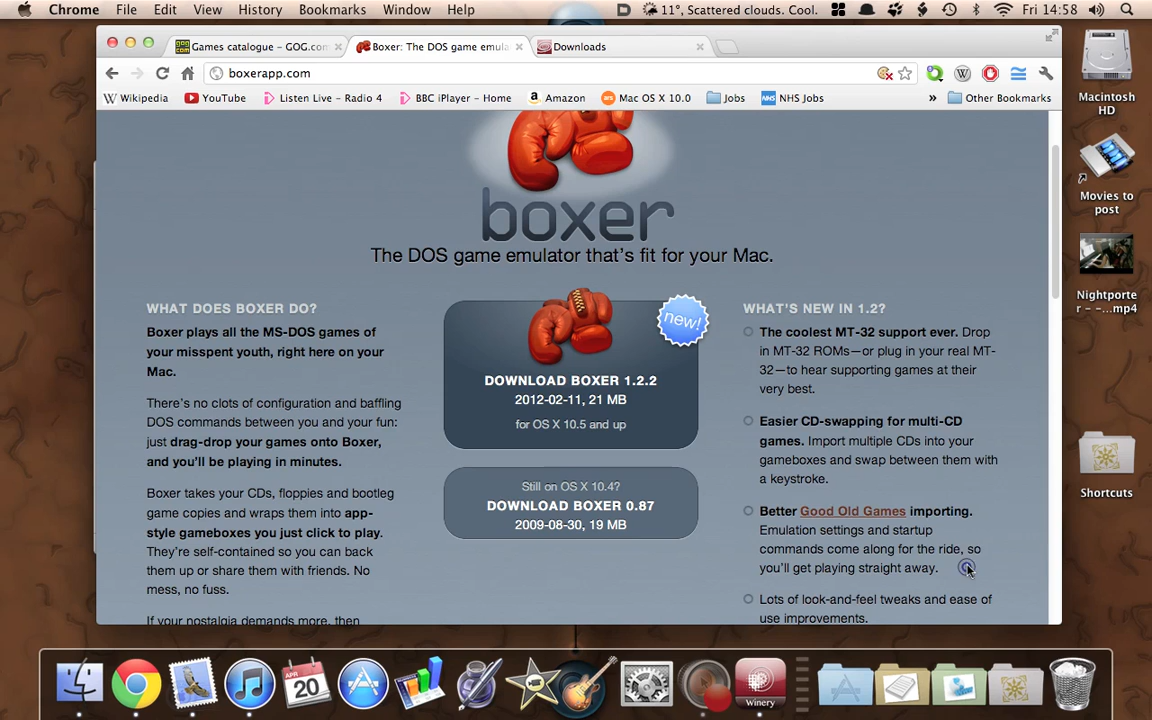 Chrome File Edit View History Bookmarks Window Help 11°, Scattered clouds. Cool. Fri 14:58
Games catalogue - GOG.com Boxer: The DOS game emula Downloads
boxerapp.com
Wikipedia YouTube Listen Live - Radio 4 BBC iPlayer - Home Amazon Mac OS X 10.0 Jobs NHS Jobs » Other Bookmarks
boxer
The DOS game emulator that's fit for your Mac.
WHAT DOES BOXER DO?
Boxer plays all the MS-DOS games of
your misspent youth, right here on your
Mac.
There's no clots of configuration and baffling
DOS commands between you and your fun:
just drag-drop your games onto Boxer,
and you'll be playing in minutes.
Boxer takes your CDs, floppies and bootleg
game copies and wraps them into app-
style gameboxes you just click to play.
They're self-contained so you can back
them up or share them with friends. No
mess, no fuss.
If your nostalgia demands more, then
new!
DOWNLOAD BOXER 1.2.2
2012-02-11, 21 MB
for OS X 10.5 and up
Still on OS X 10.4?
DOWNLOAD BOXER 0.87
2009-08-30, 19 MB
WHAT'S NEW IN 1.2?
The coolest MT-32 support ever. Drop
in MT-32 ROMs—or plug in your real MT-
32—to hear supporting games at their
very best.
Easier CD-swapping for multi-CD
games. Import multiple CDs into your
gameboxes and swap between them with
a keystroke.
Better Good Old Games importing.
Emulation settings and startup
commands come along for the ride, so
you'll get playing straight away.
Lots of look-and-feel tweaks and ease of
use improvements.
Macintosh
HD
Movies to
post
Nightporte
r - -...mp4
Shortcuts
APR
20
Winery